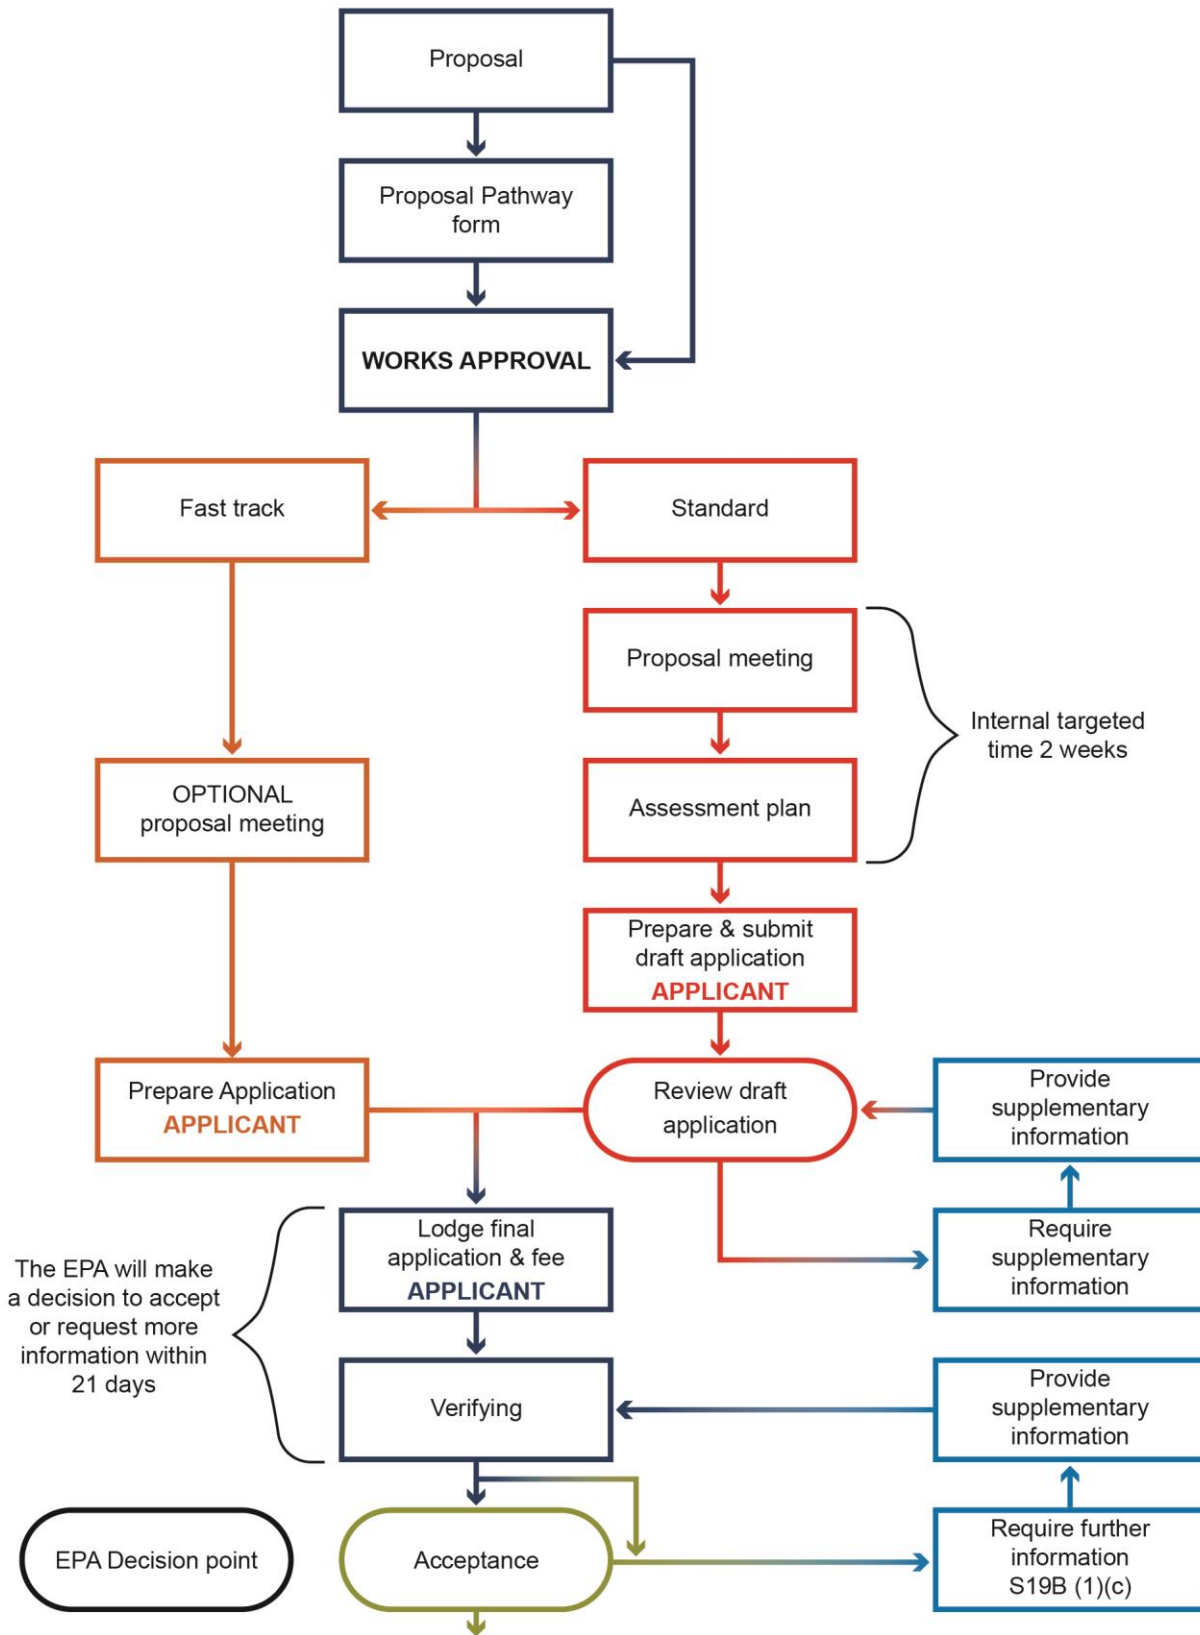 Proposal
Proposal Pathway
form
WORKS APPROVAL
Fast track
Standard
Proposal meeting
Internal targeted
time 2 weeks
OPTIONAL
proposal meeting
Assessment plan
Prepare & submit
draft application
APPLICANT
Prepare Application
APPLICANT
Review draft
application
Provide
supplementary
information
Lodge final
application & fee
APPLICANT
Require
supplementary
information
The EPA will make
a decision to accept
or request more
information within
21 days
Verifying
Provide
supplementary
information
EPA Decision point
Acceptance
Require further
information
S19B (1)(c)